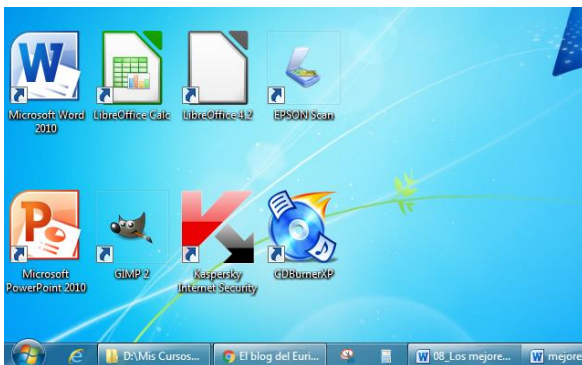 Microsoft Word
2010
LibreOffice Calc
LibreOffice 4.2
EPSON Scan
Microsoft
PowerPoint 2010
GIMP 2
Kaspersky
Internet Security
CDBurnerXP
D:\Mis Cursos...
El blog del Euri...
08_Los mejore...
mejore